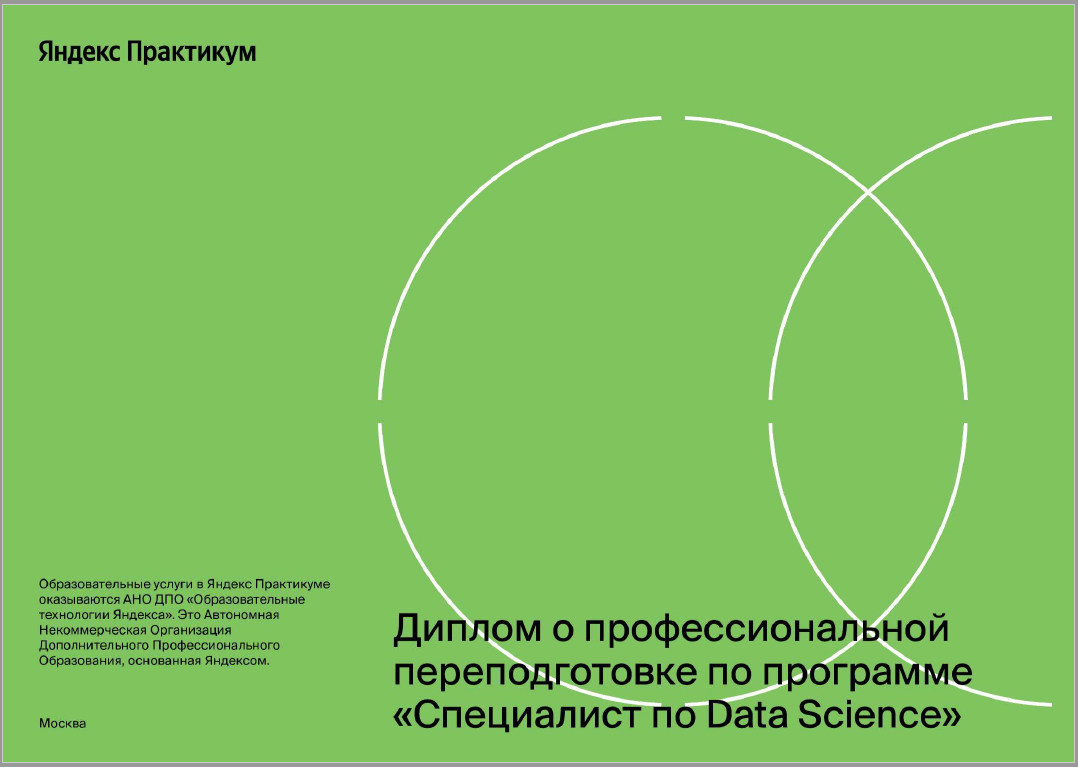 Яндекс Практикум
Образовательные услуги в Яндекс Практикуме
оказываются АНО ДПО «Образовательные
технологии Яндекса». Это Автономная
Некоммерческая Организация
Дополнительного Профессионального
Образования, основанная Яндексом.
Москва
Диплом о профессиональной
переподготовке по программе
«Специалист по Data Science»